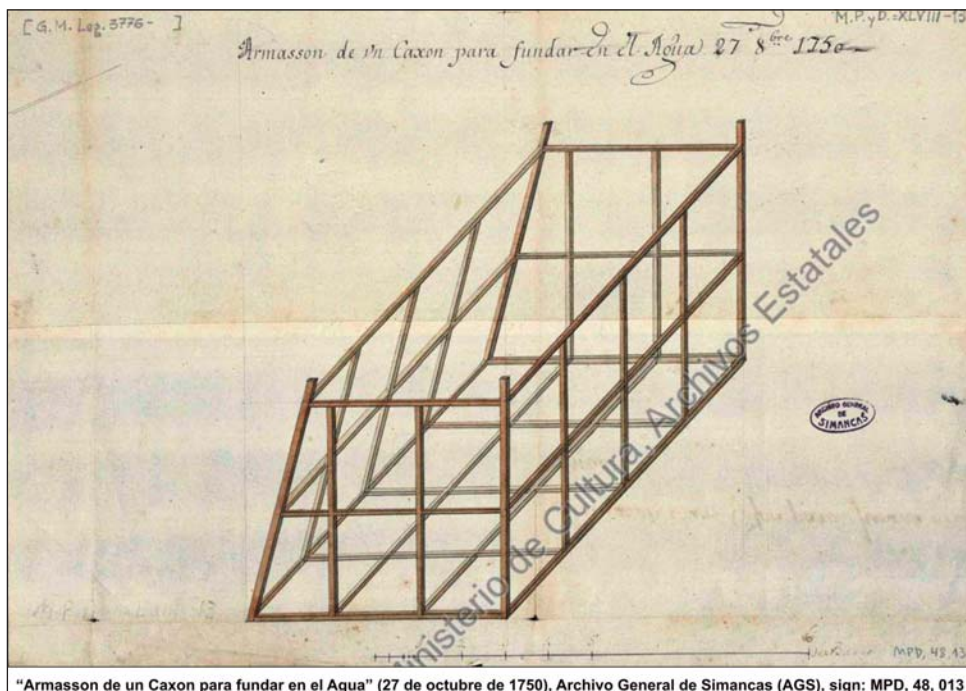 [G.M. Leg. 3776- ]
M.P. y D.=XLVIII-13
Armasson de vn Caxon para fundar en el Agua 27 8bre 1750
Ministerio de Cultura, Archivos Estatales
ARCHIVO GENERAL
DE
SIMANCAS
MPD, 48, 13
“Armasson de un Caxon para fundar en el Agua” (27 de octubre de 1750). Archivo General de Simancas (AGS), sign: MPD, 48, 013